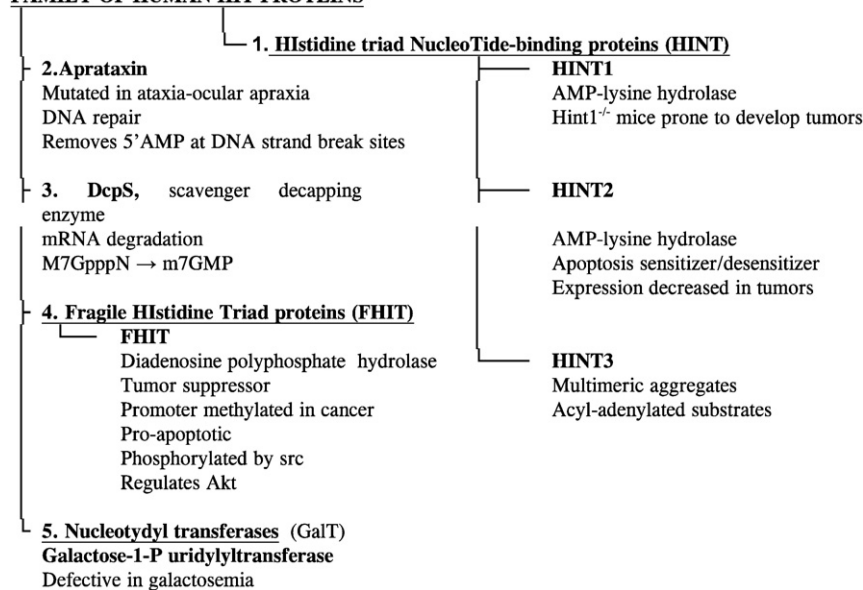 FAMILY OF HUMAN HIT PROTEINS
1. HIstidine triad NucleoTide-binding proteins (HINT)
2.Aprataxin
Mutated in ataxia-ocular apraxia
DNA repair
Removes 5’AMP at DNA strand break sites
3. DcpS, scavenger decapping
enzyme
mRNA degradation
M7GpppN → m7GMP
4. Fragile HIstidine Triad proteins (FHIT)
FHIT
Diadenosine polyphosphate hydrolase
Tumor suppressor
Promoter methylated in cancer
Pro-apoptotic
Phosphorylated by src
Regulates Akt
5. Nucleotydyl transferases (GalT)
Galactose-1-P uridylyltransferase
Defective in galactosemia
HINT1
AMP-lysine hydrolase
Hint1-/- mice prone to develop tumors
HINT2
AMP-lysine hydrolase
Apoptosis sensitizer/desensitizer
Expression decreased in tumors
HINT3
Multimeric aggregates
Acyl-adenylated substrates